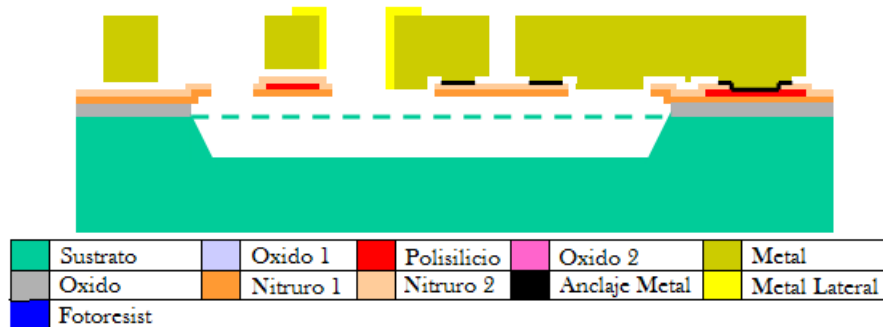 Sustrato Oxido 1 Polisilicio Oxido 2 Metal
Oxido Nitruro 1 Nitruro 2 Anclaje Metal Metal Lateral
Fotoresist